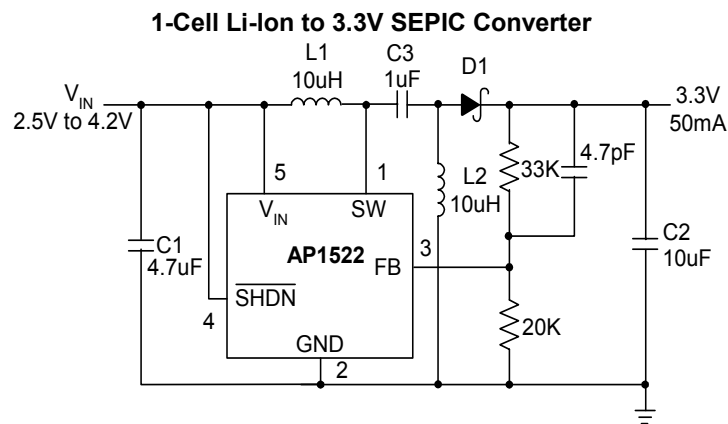 1-Cell Li-Ion to 3.3V SEPIC Converter
L1
10uH
C3
1uF
D1
VIN
2.5V to 4.2V
3.3V
50mA
5
1
L2
10uH
33K
4.7pF
VIN
SW
C1
4.7uF
AP1522
FB
3
C2
10uF
SHDN
4
20K
GND
2